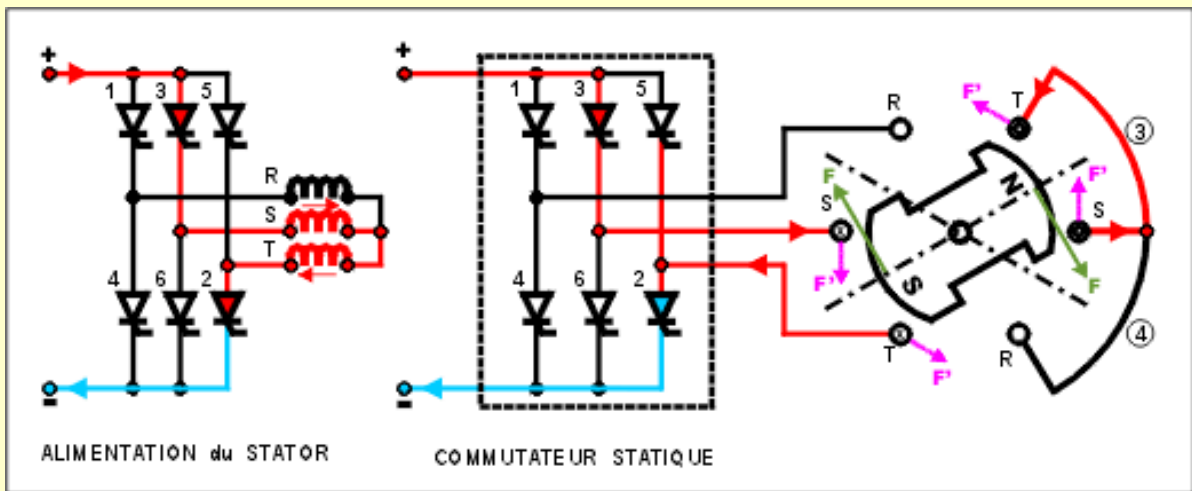 +
1 3 5
R
S
T
4 6 2
-
ALIMENTATION du STATOR
+
1 3 5
4 6 2
-
COMMUTATEUR STATIQUE
R
F' T
3
F N F'
S S
F' S F
T F'
R
4